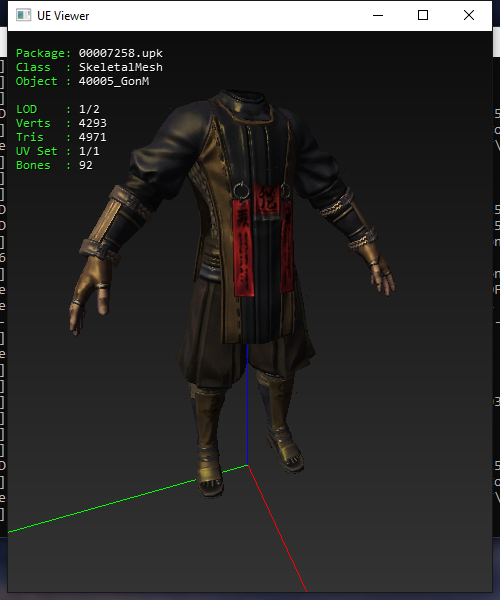 UE Viewer
Package: 00007258.upk
Class : SkeletalMesh
Object : 40005_GonM
LOD : 1/2
Verts : 4293
Tris : 4971
UV Set : 1/1
Bones : 92